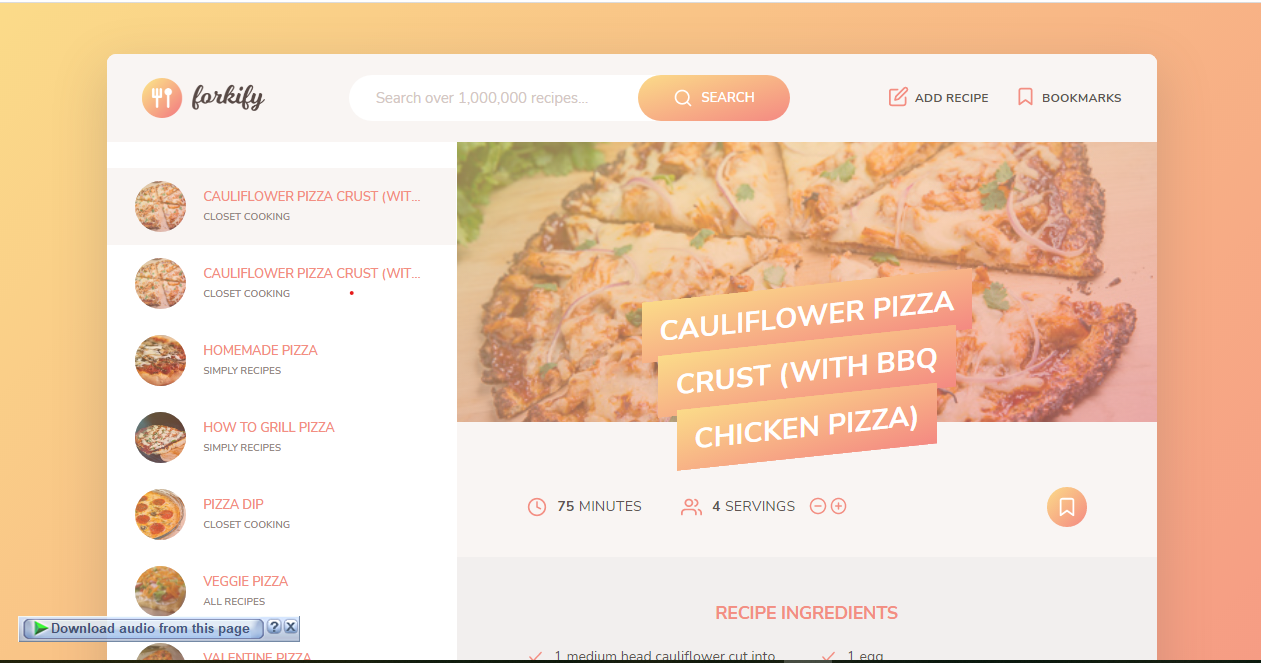 forkify
Search over 1,000,000 recipes...
SEARCH
ADD RECIPE
BOOKMARKS
CAULIFLOWER PIZZA CRUST (WIT...
CLOSET COOKING
CAULIFLOWER PIZZA CRUST (WIT...
CLOSET COOKING
HOMEMADE PIZZA
SIMPLY RECIPES
HOW TO GRILL PIZZA
SIMPLY RECIPES
PIZZA DIP
CLOSET COOKING
VEGGIE PIZZA
ALL RECIPES
VALENTINE PIZZA
Download audio from this page ? X
CAULIFLOWER PIZZA
CRUST (WITH BBQ
CHICKEN PIZZA)
75 MINUTES
4 SERVINGS
RECIPE INGREDIENTS
1 medium head cauliflower cut into
1 egg